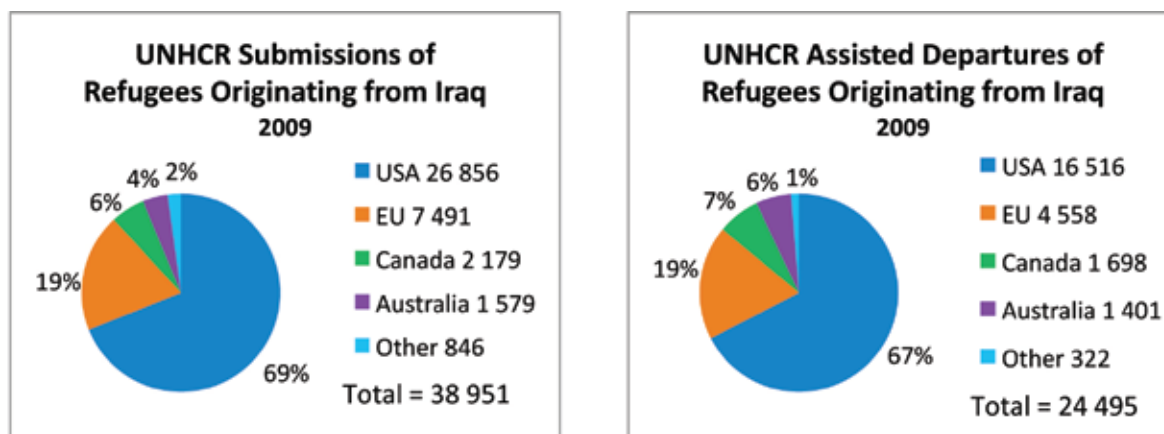 UNHCR Submissions of
Refugees Originating from Iraq
2009
2%
4%
6%
19%
69%
USA 26 856
EU 7 491
Canada 2 179
Australia 1 579
Other 846
Total = 38 951
UNHCR Assisted Departures of
Refugees Originating from Iraq
2009
1%
6%
7%
19%
67%
USA 16 516
EU 4 558
Canada 1 698
Australia 1 401
Other 322
Total = 24 495